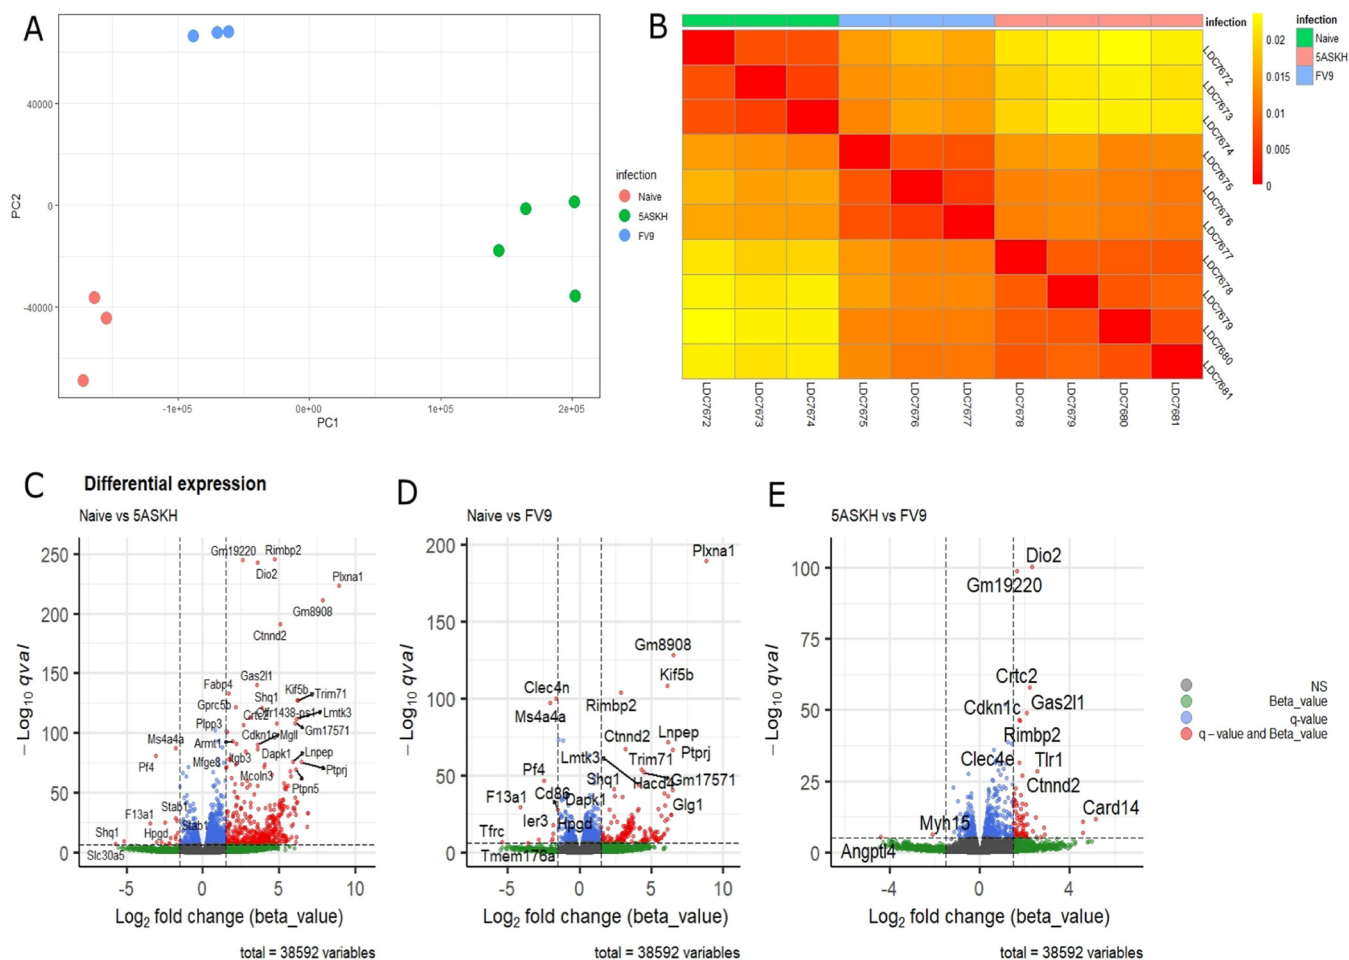 A
40000
0
-40000
PC2
-1e+05
0e+00
1e+05
2e+05
PC1
infection
Naive
5ASKH
FV9
B
infection
LDC7672
LDC7673
LDC7674
LDC7675
LDC7676
LDC7677
LDC7678
LDC7679
LDC7680
LDC7681
LDC7672
LDC7673
LDC7674
LDC7675
LDC7676
LDC7677
LDC7678
LDC7679
LDC7680
LDC7681
0.02
0.015
0.01
0.005
0
infection
Naive
5ASKH
FV9
C
Differential expression
Naive vs 5ASKH
250
200
150
100
50
0
– Log10 qval
Gm19220
Rimbp2
Dio2
Plxna1
Gm8908
Ctnnd2
Gas2l1
Fabp4
Kif5b
Trim71
Shq1
Gprc5b
Lmtk3
Crtc2
Plpp3
Gm17571
Cdkn1c
Mgll
Ms4a4a
Armt1
Itgb3
Dapk1
Lnpep
Pf4
Mfge8
Ptprj
Mcoln3
Ptpn5
Stab1
F13a1
Stab1
Shq1
Hpgd
Slc30a5
-5
0
5
10
Log2 fold change (beta_value)
total = 38592 variables
D
Naive vs FV9
200
150
100
50
0
– Log10 qval
Plxna1
Gm8908
Kif5b
Clec4n
Rimbp2
Ms4a4a
Ctnnd2
Lnpep
Ptprj
Lmtk3
Trim71
Pf4
Shq1
Hacd4
Gm17571
F13a1
Cd86
Dapk1
Glg1
Ier3
Hpgd
Tfrc
Tmem176a
-5
0
5
10
Log2 fold change (beta_value)
total = 38592 variables
E
5ASKH vs FV9
100
75
50
25
0
– Log10 qval
Dio2
Gm19220
Crtc2
Cdkn1c
Gas2l1
Rimbp2
Clec4e
Tlr1
Ctnnd2
Card14
Myh15
Angptl4
-4
0
4
Log2 fold change (beta_value)
total = 38592 variables
NS
Beta_value
q-value
q – value and Beta_value